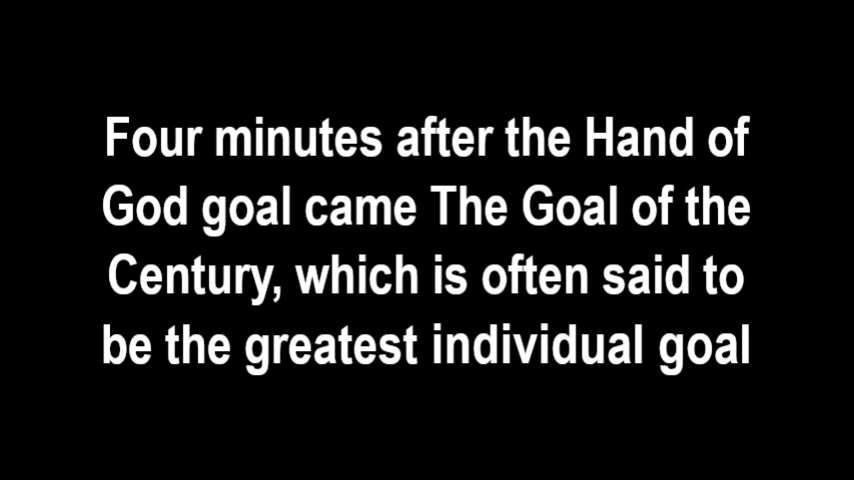 Four minutes after the Hand of
God goal came The Goal of the
Century, which is often said to
be the greatest individual goal